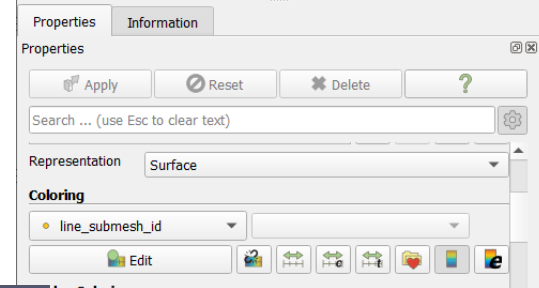 Properties Information
Properties
Apply Reset Delete ?
Search ... (use Esc to clear text)
Representation Surface
Coloring
line_submesh_id
Edit c t e